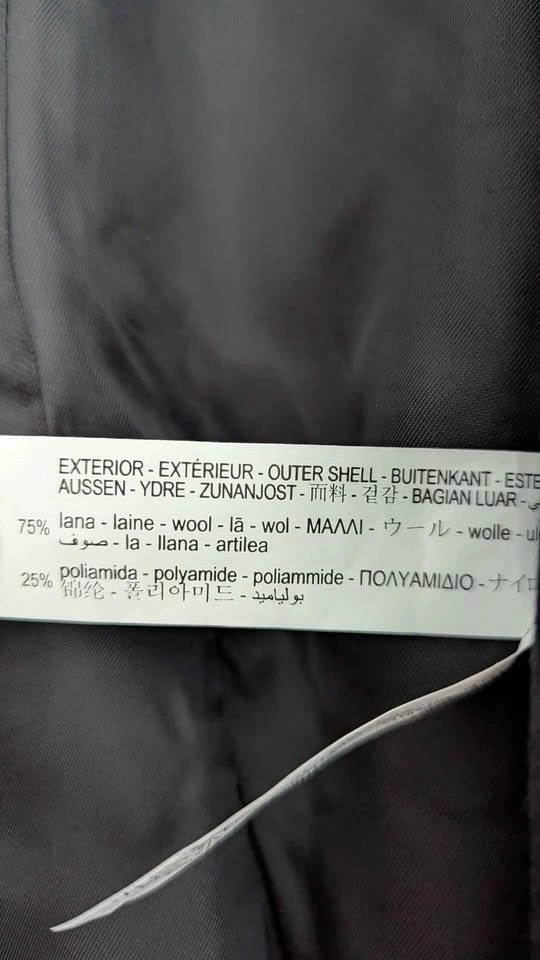 EXTERIOR - EXTÉRIEUR - OUTER SHELL - BUITENKANT -
AUSSEN - YDRE - ZUNANJOST - 面料 - 겉감 - BAGIAN LUAR -
75% lana - laine - wool - lã - wol - ΜΑΛΛΙ - ウール - wolle -
صوف - la - llana - artilea
25% poliamida - polyamide - poliammide - ΠΟΛΥΑΜΙΔΙΟ -
锦纶 - 폴리아미드 - بولياميد